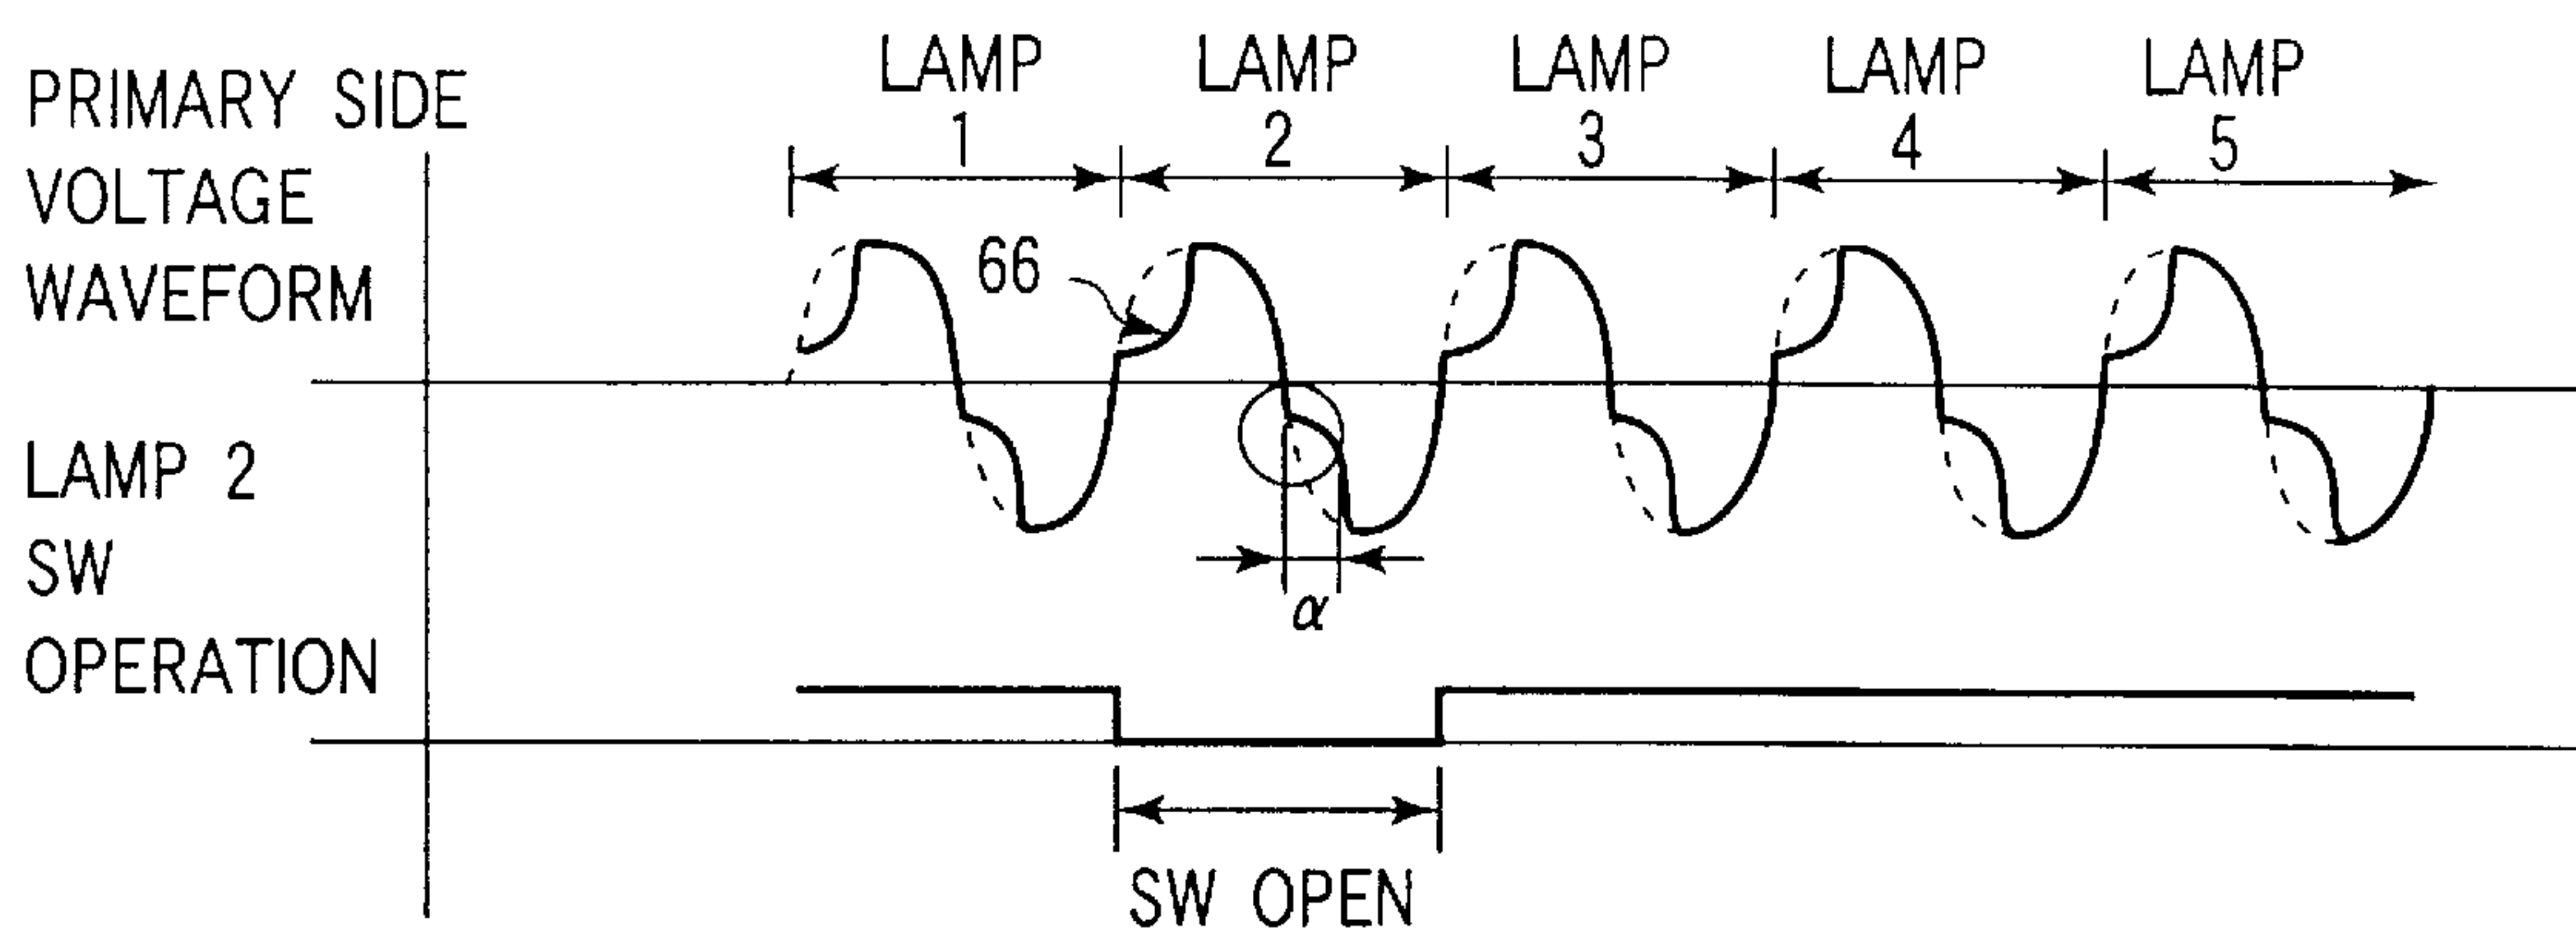 PRIMARY SIDE
VOLTAGE
WAVEFORM
LAMP
1
LAMP
2
LAMP
3
LAMP
4
LAMP
5
66
α
LAMP 2
SW
OPERATION
SW OPEN